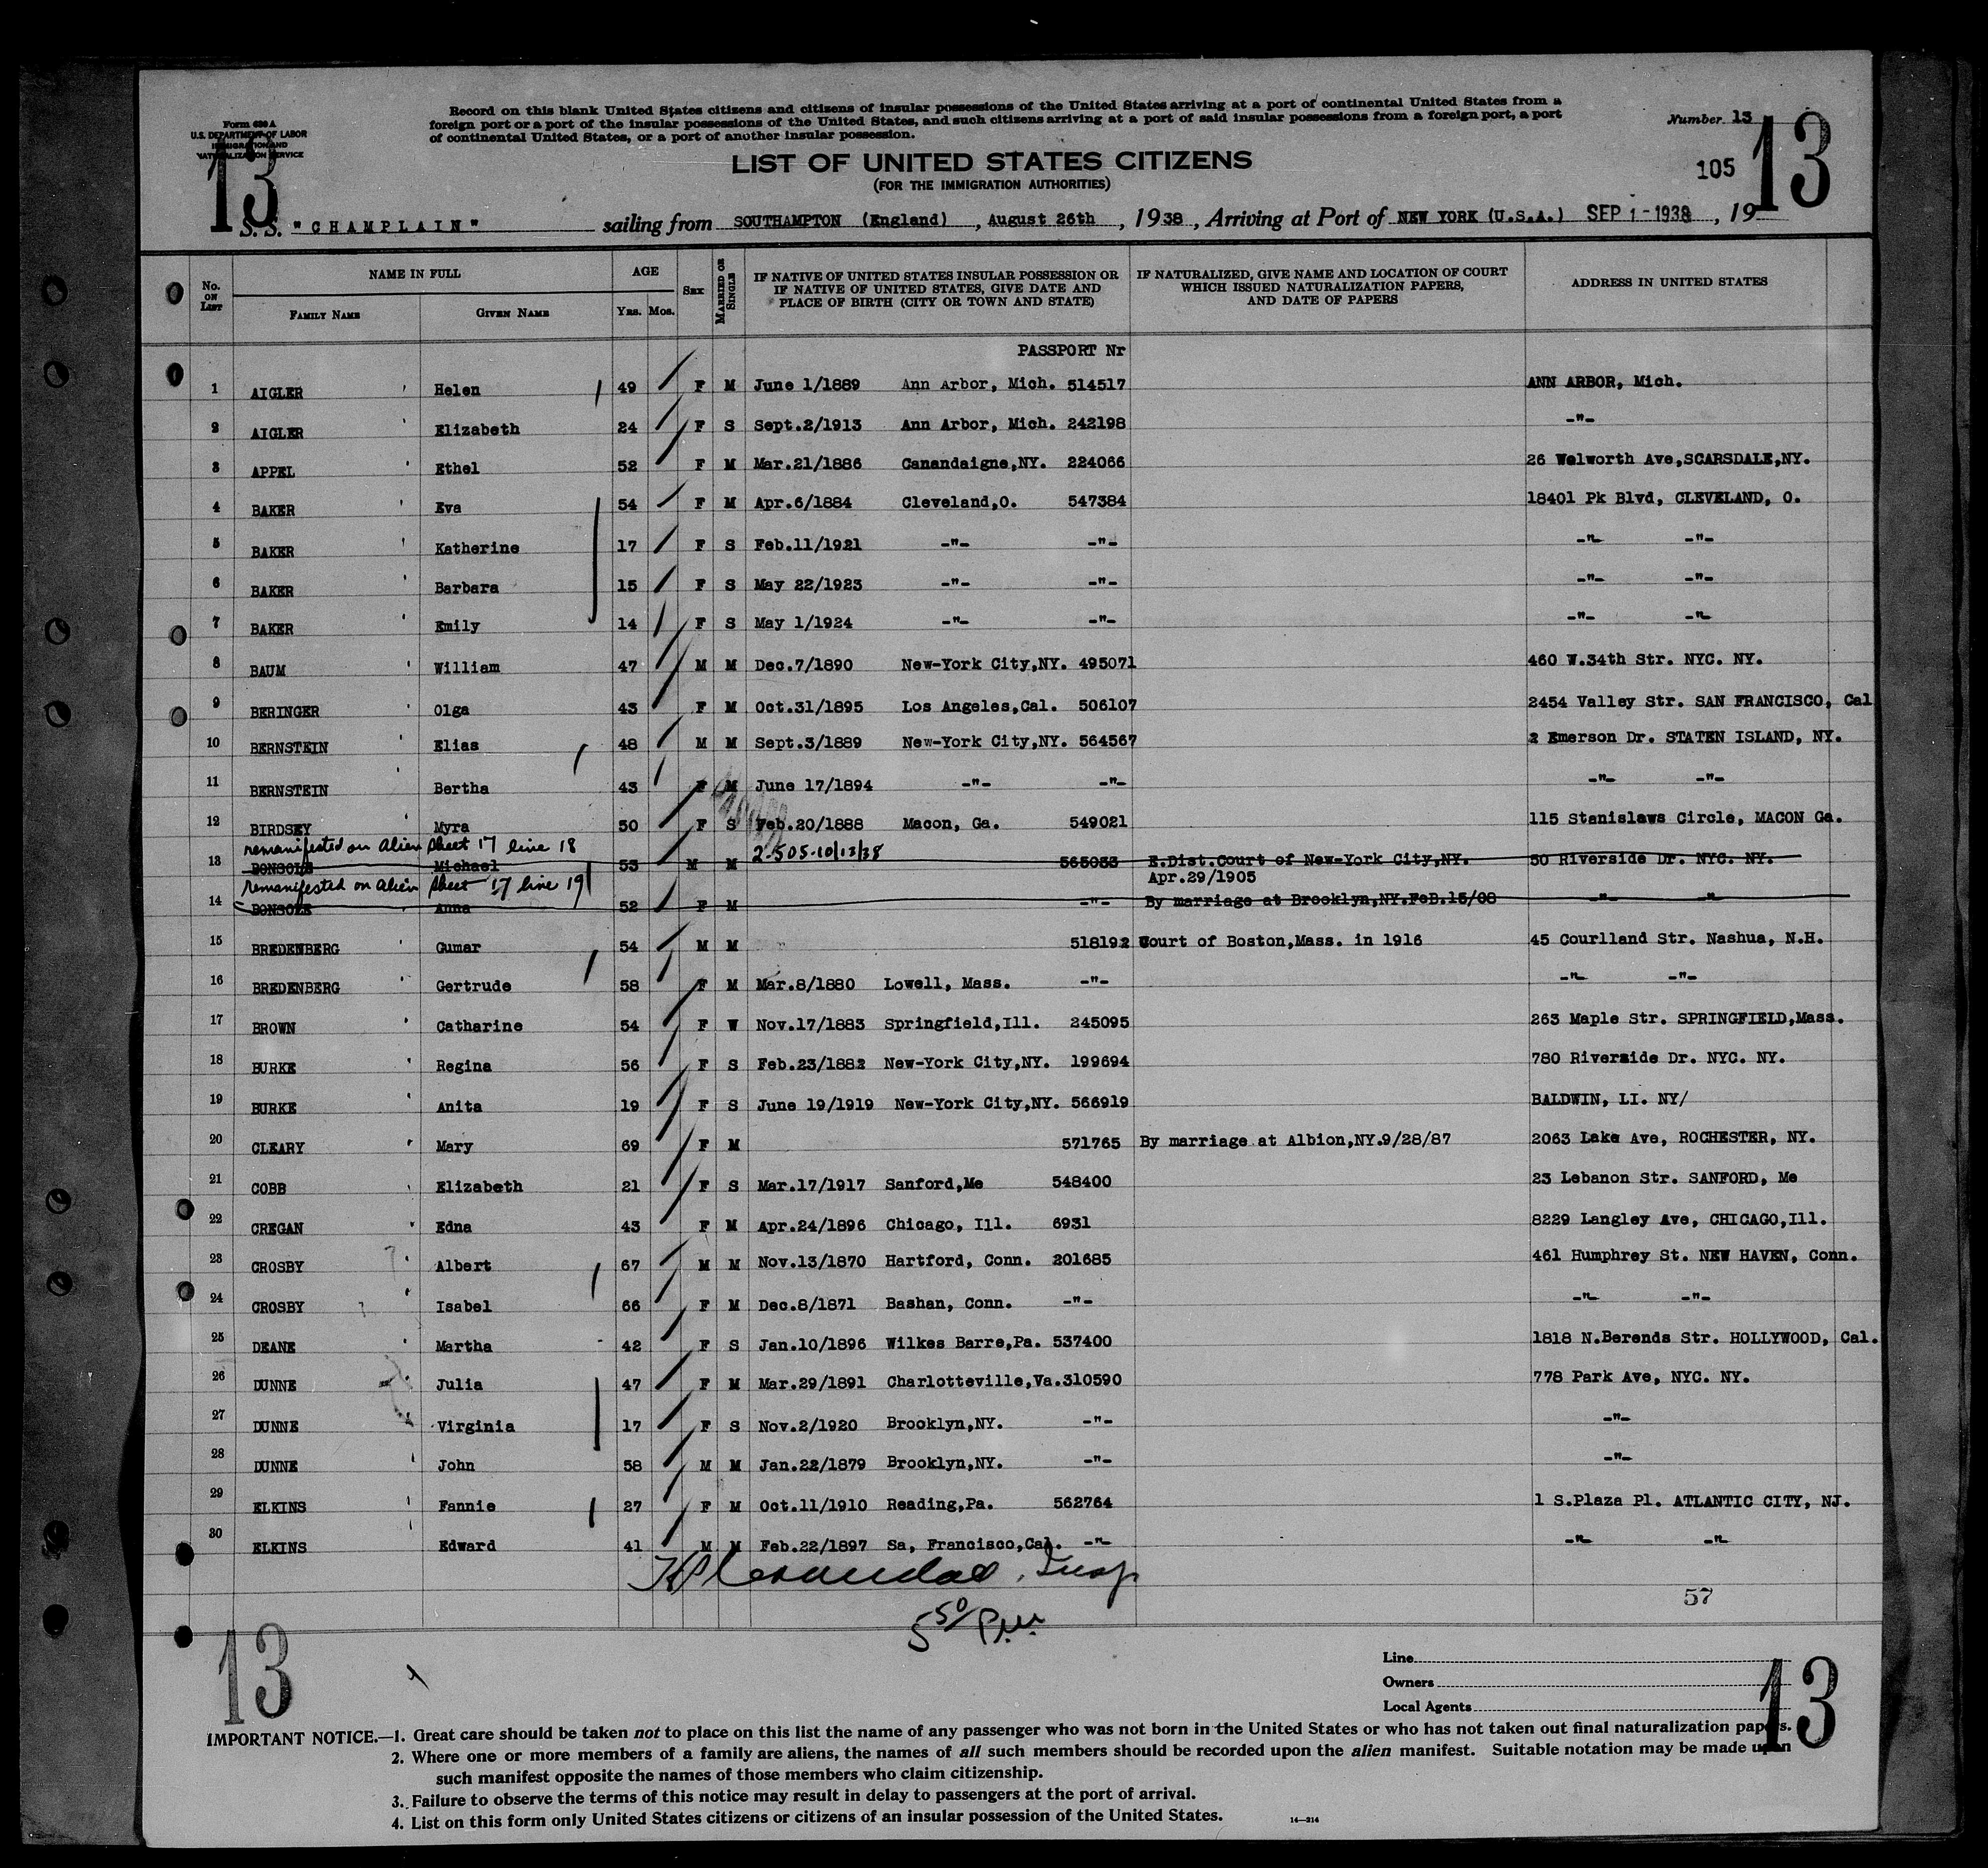 Form 630 A
U.S. DEPARTMENT OF LABOR
IMMIGRATION AND
NATURALIZATION SERVICE
Record on this blank United States citizens and citizens of insular possessions of the United States arriving at a port of continental United States from a
foreign port or a port of the insular possessions of the United States, and such citizens arriving at a port of said insular possessions from a foreign port, a port
of continental United States, or a port of another insular possession.
Number 13
13
13
105
LIST OF UNITED STATES CITIZENS
(FOR THE IMMIGRATION AUTHORITIES)
S. S. "CHAMPLAIN" sailing from SOUTHAMPTON (England) , August 26th , 1938 , Arriving at Port of NEW YORK (U.S.A.) SEP 1-1938 , 19
No. ON LIST NAME IN FULL FAMILY NAME GIVEN NAME AGE YRS. MOS. SEX MARRIED OR SINGLE IF NATIVE OF UNITED STATES INSULAR POSSESSION OR IF NATIVE OF UNITED STATES, GIVE DATE AND PLACE OF BIRTH (CITY OR TOWN AND STATE) IF NATURALIZED, GIVE NAME AND LOCATION OF COURT WHICH ISSUED NATURALIZATION PAPERS, AND DATE OF PAPERS ADDRESS IN UNITED STATES
PASSPORT Nr
1 AIGLER Helen 49 F M June 1/1889 Ann Arbor, Mich. 514517 ANN ARBOR, Mich.
2 AIGLER Elizabeth 24 F S Sept.2/1913 Ann Arbor, Mich. 242198 -"-
3 APPEL Ethel 52 F M Mar.21/1886 Canandaigne,NY. 224066 26 Walworth Ave,SCARSDALE,NY.
4 BAKER Eva 54 F M Apr.6/1884 Cleveland,O. 547384 18401 Pk Blvd, CLEVELAND, O.
5 BAKER Katherine 17 F S Feb.11/1921 -"- -"- -"- -"-
6 BAKER Barbara 15 F S May 22/1923 -"- -"- -"- -"-
7 BAKER Emily 14 F S May 1/1924 -"- -"- -"- -"-
8 BAUM William 47 M M Dec.7/1890 New-York City,NY. 495071 460 W.34th Str. NYC. NY.
9 BERINGER Olga 43 F M Oct.31/1895 Los Angeles,Cal. 506107 2454 Valley Str. SAN FRANCISCO, Cal
10 BERNSTEIN Elias 48 M M Sept.3/1889 New-York City,NY. 564567 2 Emerson Dr. STATEN ISLAND, NY.
11 BERNSTEIN Bertha 43 F M June 17/1894 -"- -"- -"- -"-
12 BIRDSEY Myra 50 F S Feb.20/1888 Macon, Ga. 549021 115 Stanislaws Circle, MACON Ga.
remanifested on Alien Sheet 17 line 18 2-505-10/13/38
13 BONSOLE Michael 53 M M 565083 E.Dist.Court of New-York City,NY. 50 Riverside Dr. NYC. NY.
Apr.29/1905
remanifested on alien sheet 17 line 19
14 BONSOLE Anna 52 F M -"- By marriage at Brooklyn,NY.FeB.15/08 -"- -"-
15 BREDENBERG Gumar 54 M M 518192 Court of Boston,Mass. in 1916 45 Courlland Str. Nashua, N.H.
16 BREDENBERG Gertrude 58 F M Mar.8/1880 Lowell, Mass. -"- -"- -"-
17 BROWN Catharine 54 F W Nov.17/1883 Springfield,Ill. 245095 263 Maple Str. SPRINGFIELD,Mass.
18 BURKE Regina 56 F S Feb.23/1882 New-York City,NY. 199694 780 Riverside Dr. NYC. NY.
19 BURKE Anita 19 F S June 19/1919 New-York City,NY. 566919 BALDWIN, LI. NY/
20 CLEARY Mary 69 F M 571765 By marriage at Albion,NY.9/28/87 2063 Lake Ave, ROCHESTER, NY.
21 COBB Elizabeth 21 F S Mar.17/1917 Sanford,Me 548400 23 Lebanon Str. SANFORD, Me
22 CREGAN Edna 43 F M Apr.24/1896 Chicago, Ill. 6931 8229 Langley Ave, CHICAGO,Ill.
23 CROSBY Albert 67 M M Nov.13/1870 Hartford, Conn. 201685 461 Humphrey St. NEW HAVEN, Conn.
24 CROSBY Isabel 66 F M Dec.8/1871 Bashan, Conn. -"- -"- -"-
25 DEANE Martha 42 F S Jan.10/1896 Wilkes Barre,Pa. 537400 1818 N.Berends Str. HOLLYWOOD, Cal.
26 DUNNE Julia 47 F M Mar.29/1891 Charlotteville,Va.310590 778 Park Ave, NYC. NY.
27 DUNNE Virginia 17 F S Nov.2/1920 Brooklyn,NY. -"- -"-
28 DUNNE John 58 M M Jan.22/1879 Brooklyn,NY. -"- -"-
29 ELKINS Fannie 27 F M Oct.11/1910 Reading,Pa. 562764 1 S.Plaza Pl. ATLANTIC CITY, NJ.
30 ELKINS Edward 41 M M Feb.22/1897 Sa, Francisco,Cal. -"- -"- -"-
Insp
57
5 50/ P.M.
13
13
Line
Owners
Local Agents
IMPORTANT NOTICE.—1. Great care should be taken not to place on this list the name of any passenger who was not born in the United States or who has not taken out final naturalization papers.
2. Where one or more members of a family are aliens, the names of all such members should be recorded upon the alien manifest. Suitable notation may be made upon
such manifest opposite the names of those members who claim citizenship.
3. Failure to observe the terms of this notice may result in delay to passengers at the port of arrival.
4. List on this form only United States citizens or citizens of an insular possession of the United States.
14—214